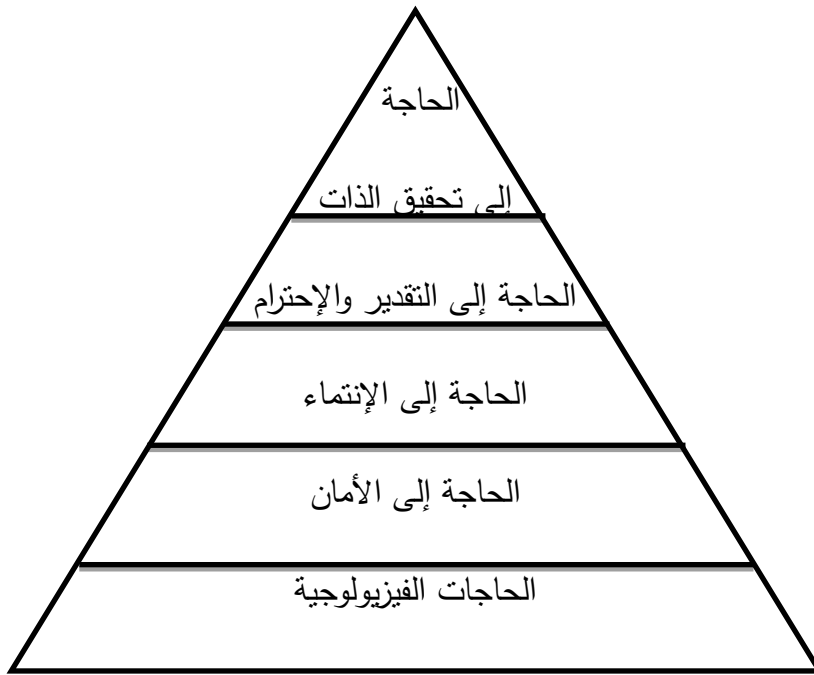 الحاجة
إلى تحقيق الذات
الحاجة إلى التقدير والإحترام
الحاجة إلى الإنتماء
الحاجة إلى الأمان
الحاجات الفيزيولوجية